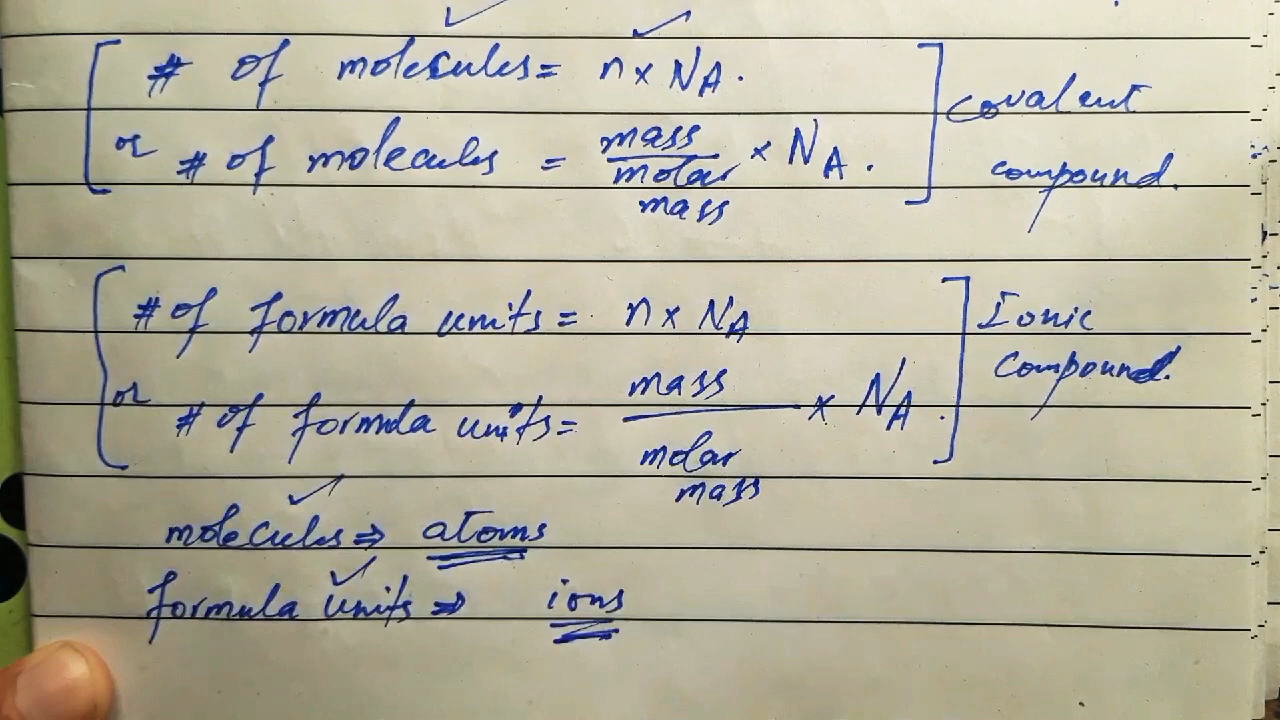 # of molecules = n x NA.
or # of molecules = mass / molar mass x NA.
Covalent compound.
# of formula units = n x NA
or # of formula units = mass / molar mass x NA.
Ionic compound.
molecules ⇒ atoms
formula units ⇒ ions